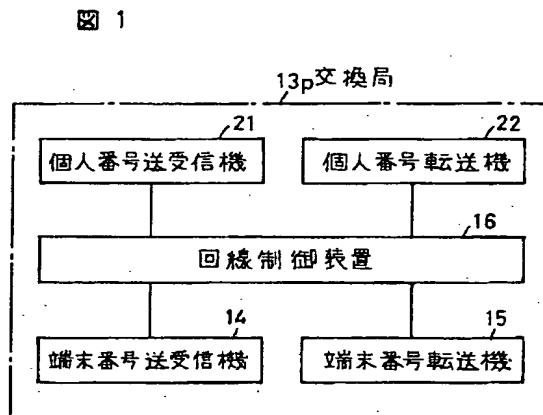 図 1
13p交換局
21
22
個人番号送受信機
個人番号転送機
16
回線制御装置
14
15
端末番号送受信機
端末番号転送機